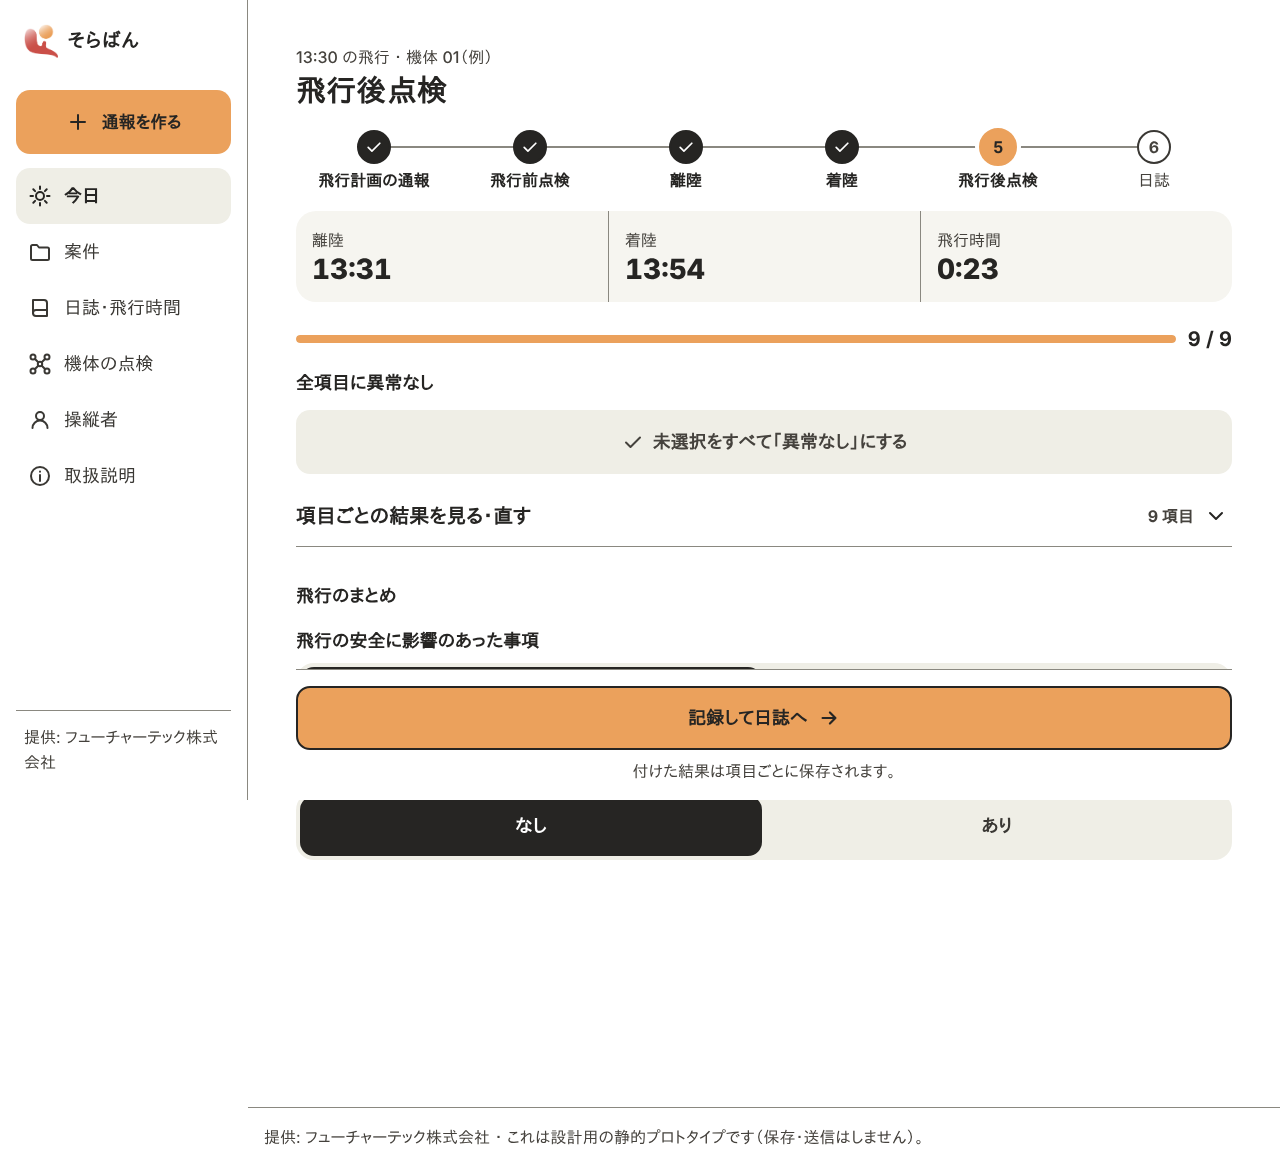 そらばん
通報を作る
今日
案件
日誌・飛行時間
機体の点検
操縦者
取扱説明
提供: フューチャーテック株式
会社
13:30 の飛行・機体 01（例）
飛行後点検
5
6
飛行計画の通報
飛行前点検
離陸
着陸
飛行後点検
日誌
離陸
13:31
着陸
13:54
飛行時間
0:23
9 / 9
全項目に異常なし
未選択をすべて「異常なし」にする
項目ごとの結果を見る・直す
9 項目
飛行のまとめ
飛行の安全に影響のあった事項
記録して日誌へ
付けた結果は項目ごとに保存されます。
なし
あり
提供: フューチャーテック株式会社・これは設計用の静的プロトタイプです（保存・送信はしません）。